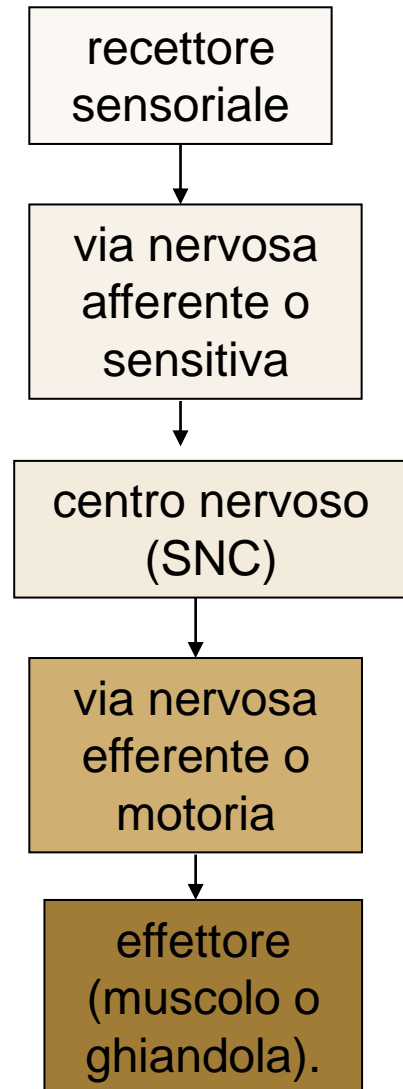 recettore
sensoriale
via nervosa
afferente o
sensitiva
centro nervoso
(SNC)
via nervosa
efferente o
motoria
effettore
(muscolo o
ghiandola).